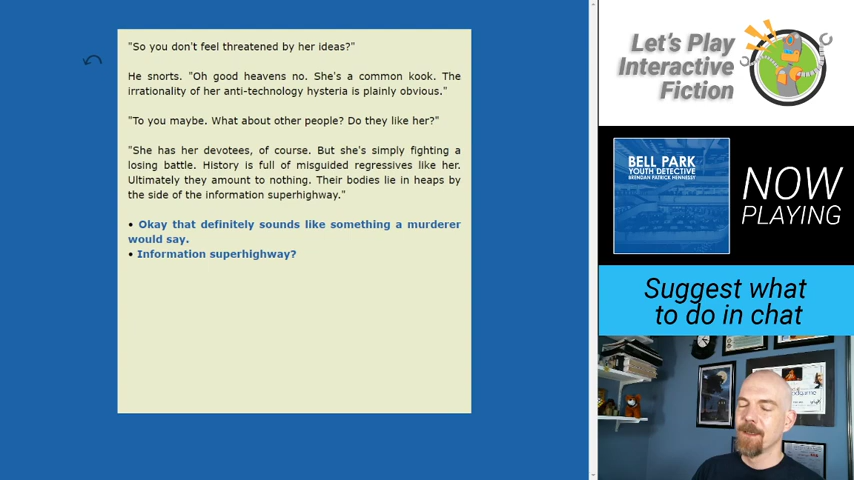 "So you don't feel threatened by her ideas?"
He snorts. "Oh good heavens no. She's a common kook. The
irrationality of her anti-technology hysteria is plainly obvious."
"To you maybe. What about other people? Do they like her?"
"She has her devotees, of course. But she's simply fighting a
losing battle. History is full of misguided regressives like her.
Ultimately they amount to nothing. Their bodies lie in heaps by
the side of the information superhighway."
• Okay that definitely sounds like something a murderer
would say.
• Information superhighway?
Let's Play
Interactive
Fiction
BELL PARK
YOUTH DETECTIVE
BRENDAN PATRICK HENNESSY
NOW
PLAYING
Suggest what
to do in chat